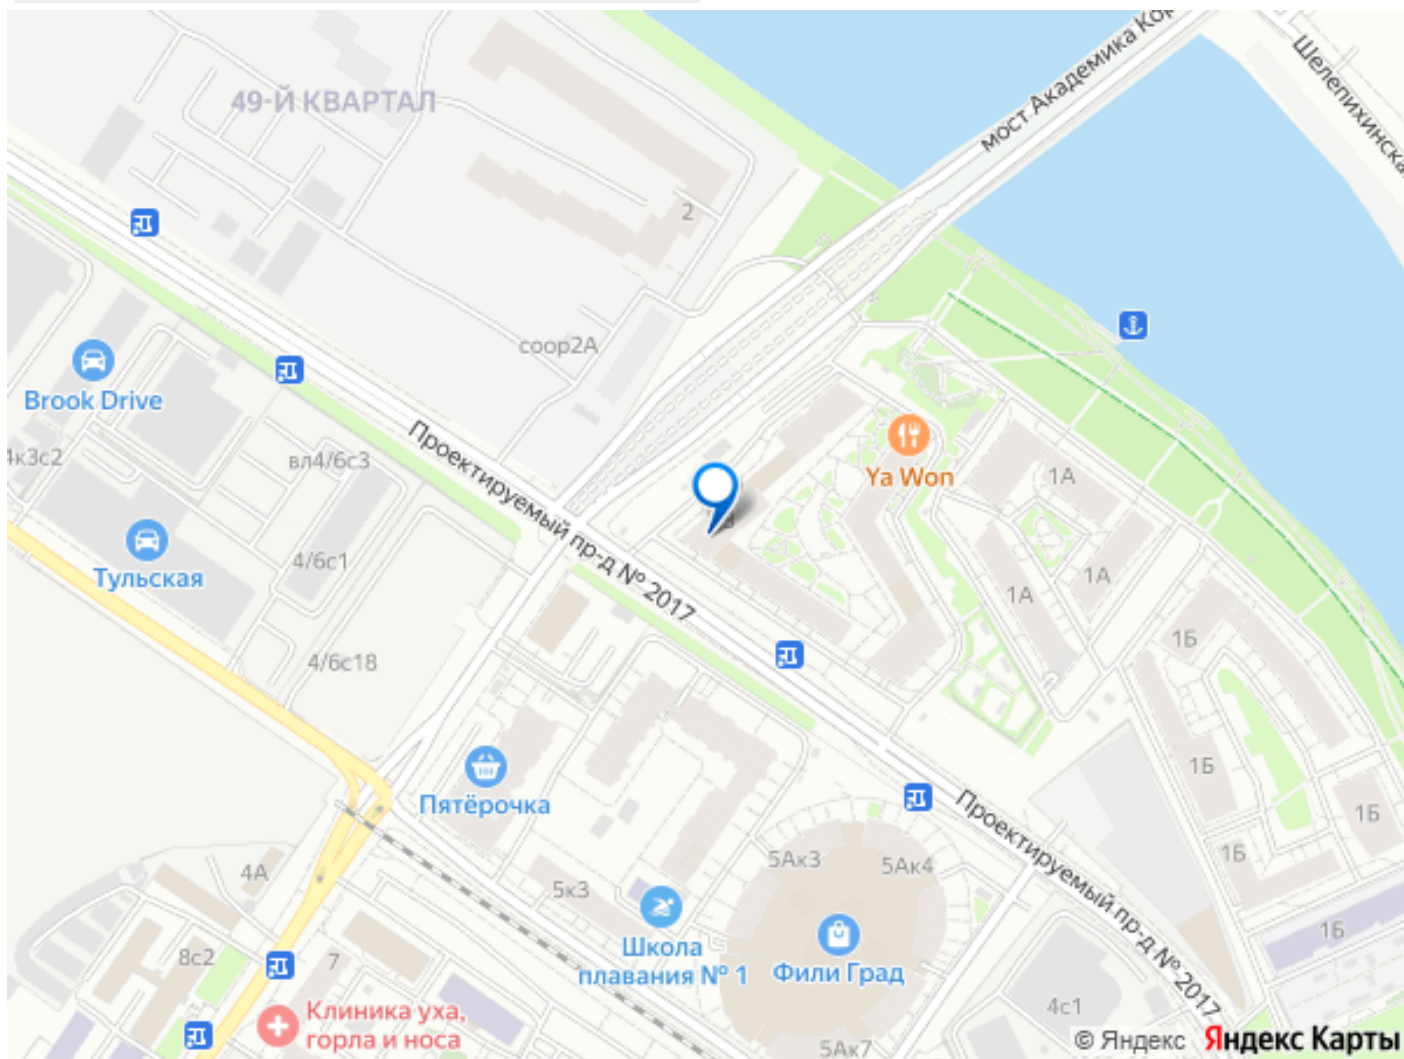 мост Академика Кор
Шелепихинска
49-Й КВАРТАЛ
2
соор2А
Brook Drive
4к3с2
вл4/6с3
Проектируемый пр-д № 2017
Ya Won
1А
Тульская
4/6с1
1А
1А
1Б
4/6с18
Пятёрочка
1Б
1Б
Проектируемый пр-д № 2017
5Ак3
5Ак4
1Б
4А
5к3
1Б
Школа
плавания № 1
Фили Град
8с2
7
Клиника уха,
горла и носа
4с1
5Ак7
© Яндекс Яндекс Карты